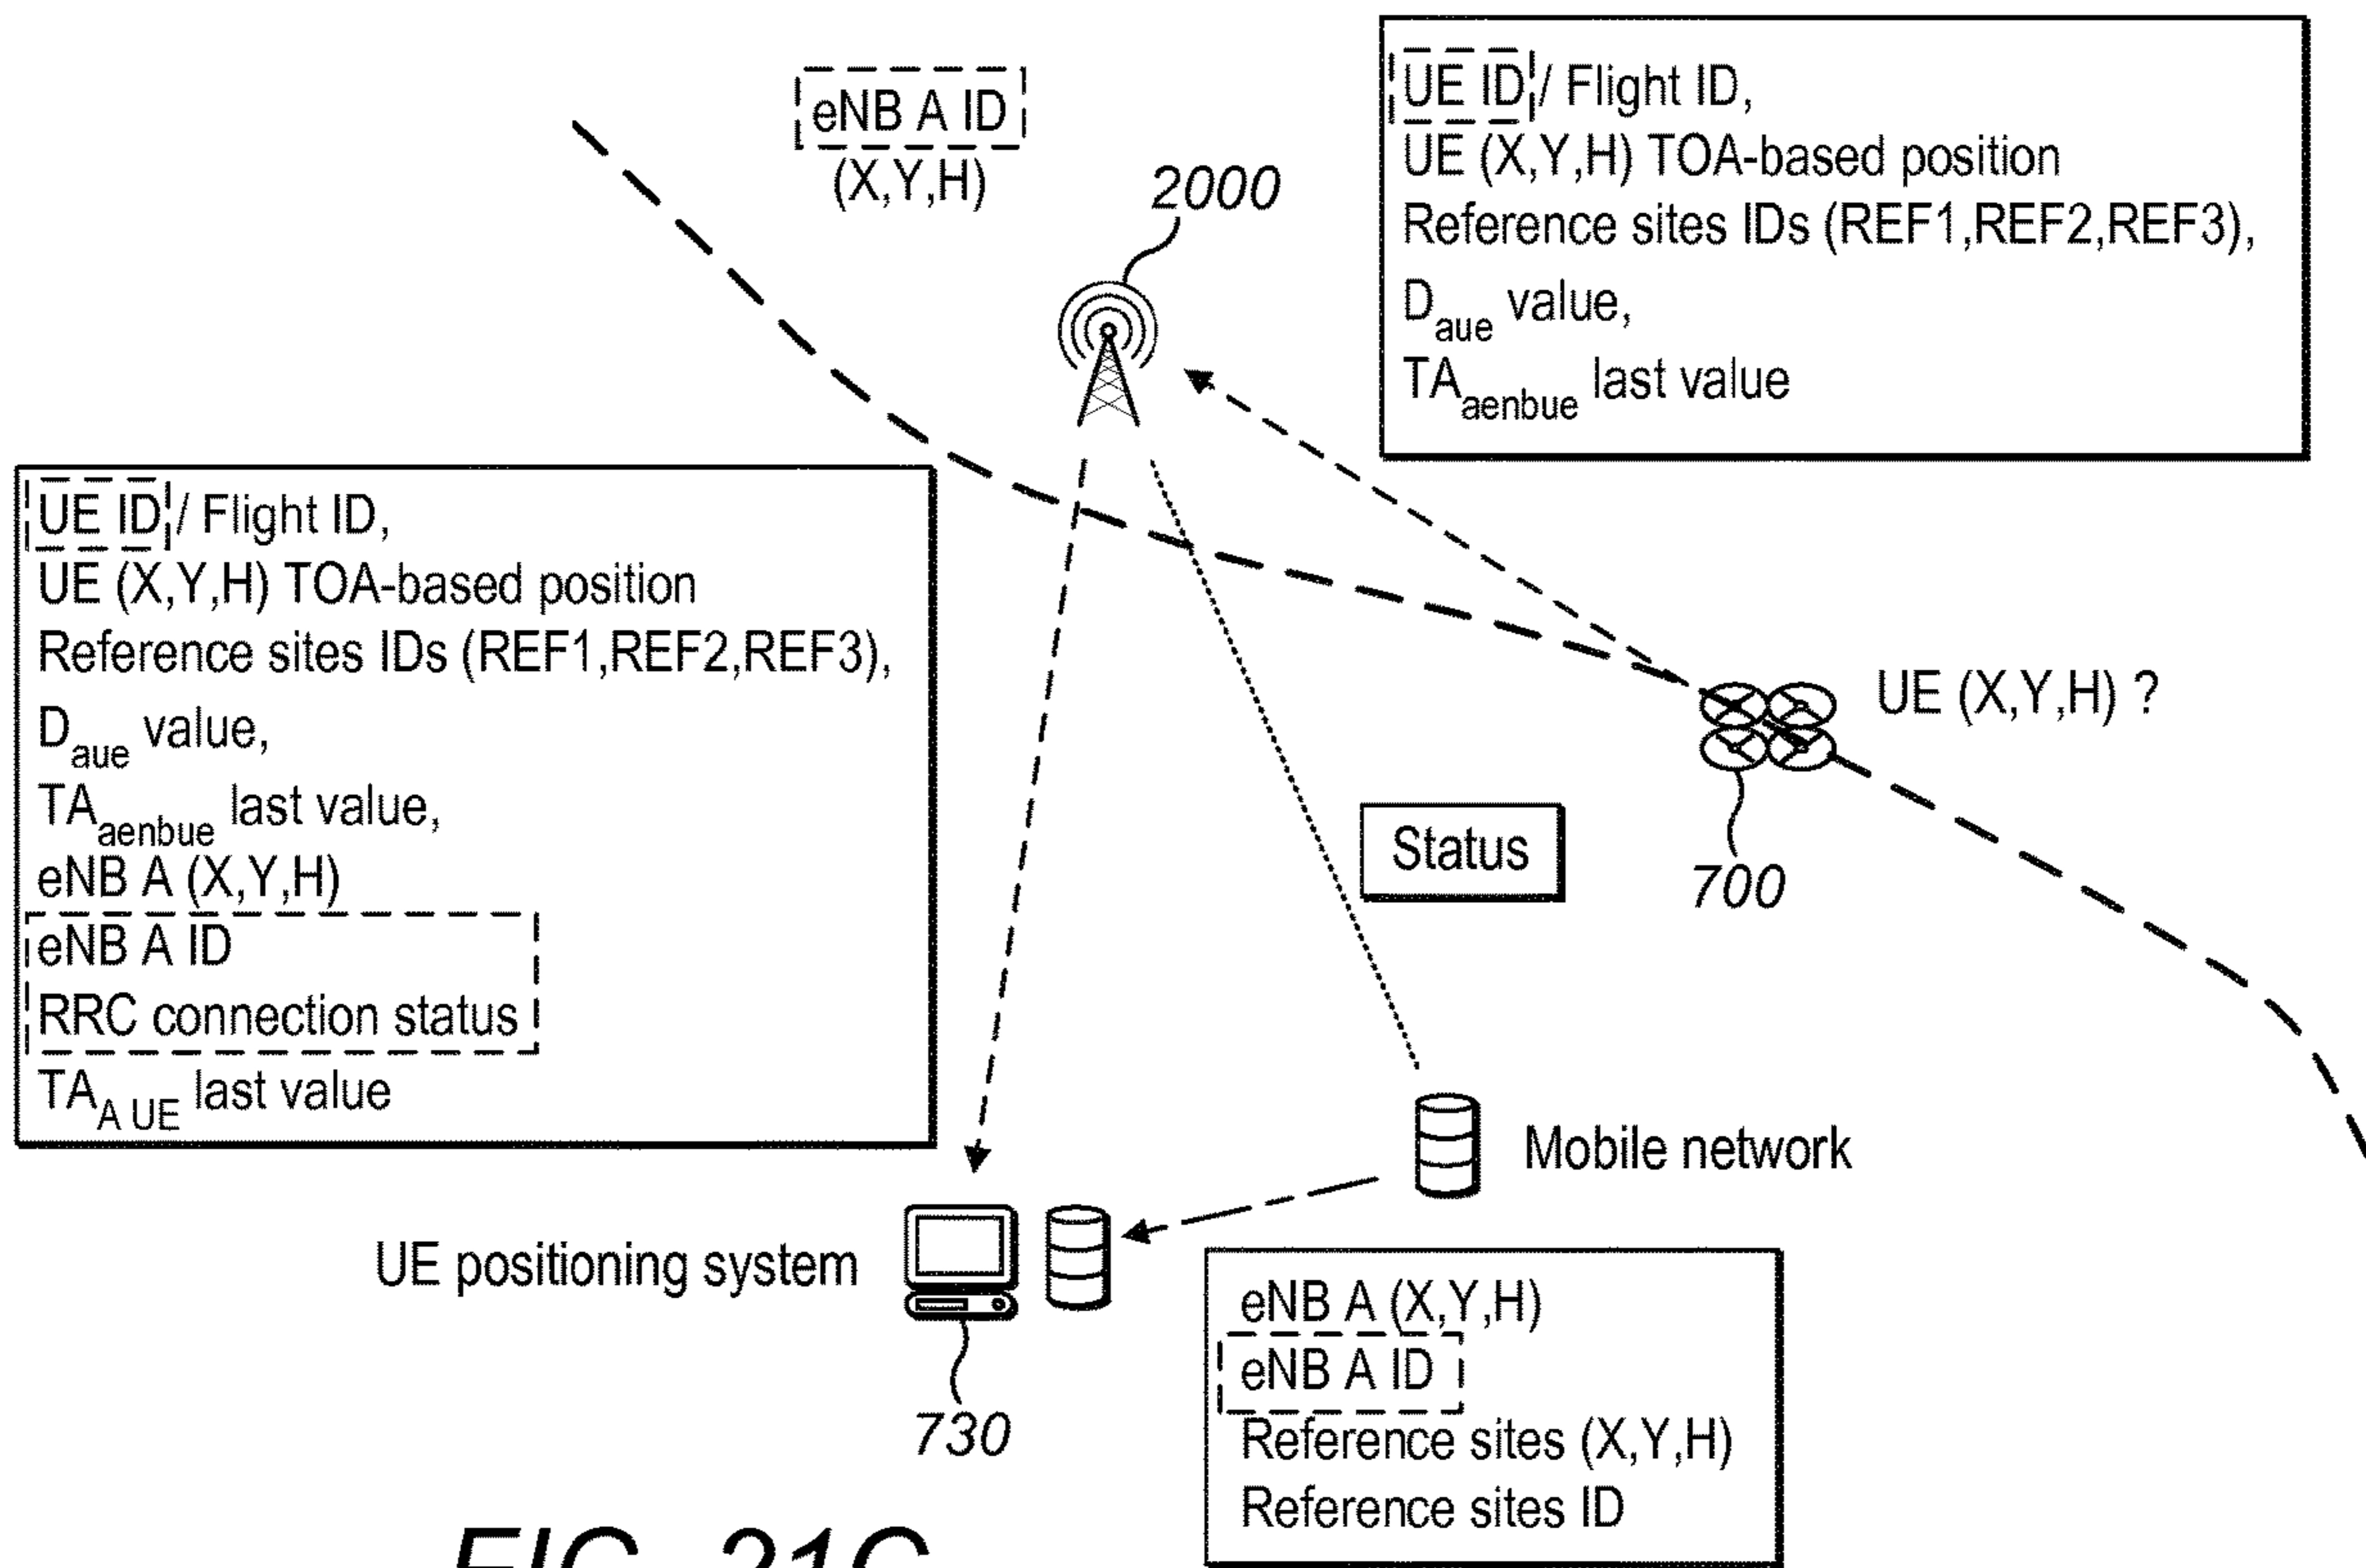 eNB A ID
(X,Y,H)
2000
UE ID / Flight ID,
UE (X,Y,H) TOA-based position
Reference sites IDs (REF1,REF2,REF3),
Daue value,
TAaenbue last value
UE ID / Flight ID,
UE (X,Y,H) TOA-based position
Reference sites IDs (REF1,REF2,REF3),
Daue value,
TAaenbue last value,
eNB A (X,Y,H)
eNB A ID
RRC connection status
TAA UE last value
UE (X,Y,H) ?
700
Status
Mobile network
UE positioning system
730
eNB A (X,Y,H)
eNB A ID
Reference sites (X,Y,H)
Reference sites ID
FIG. 21C